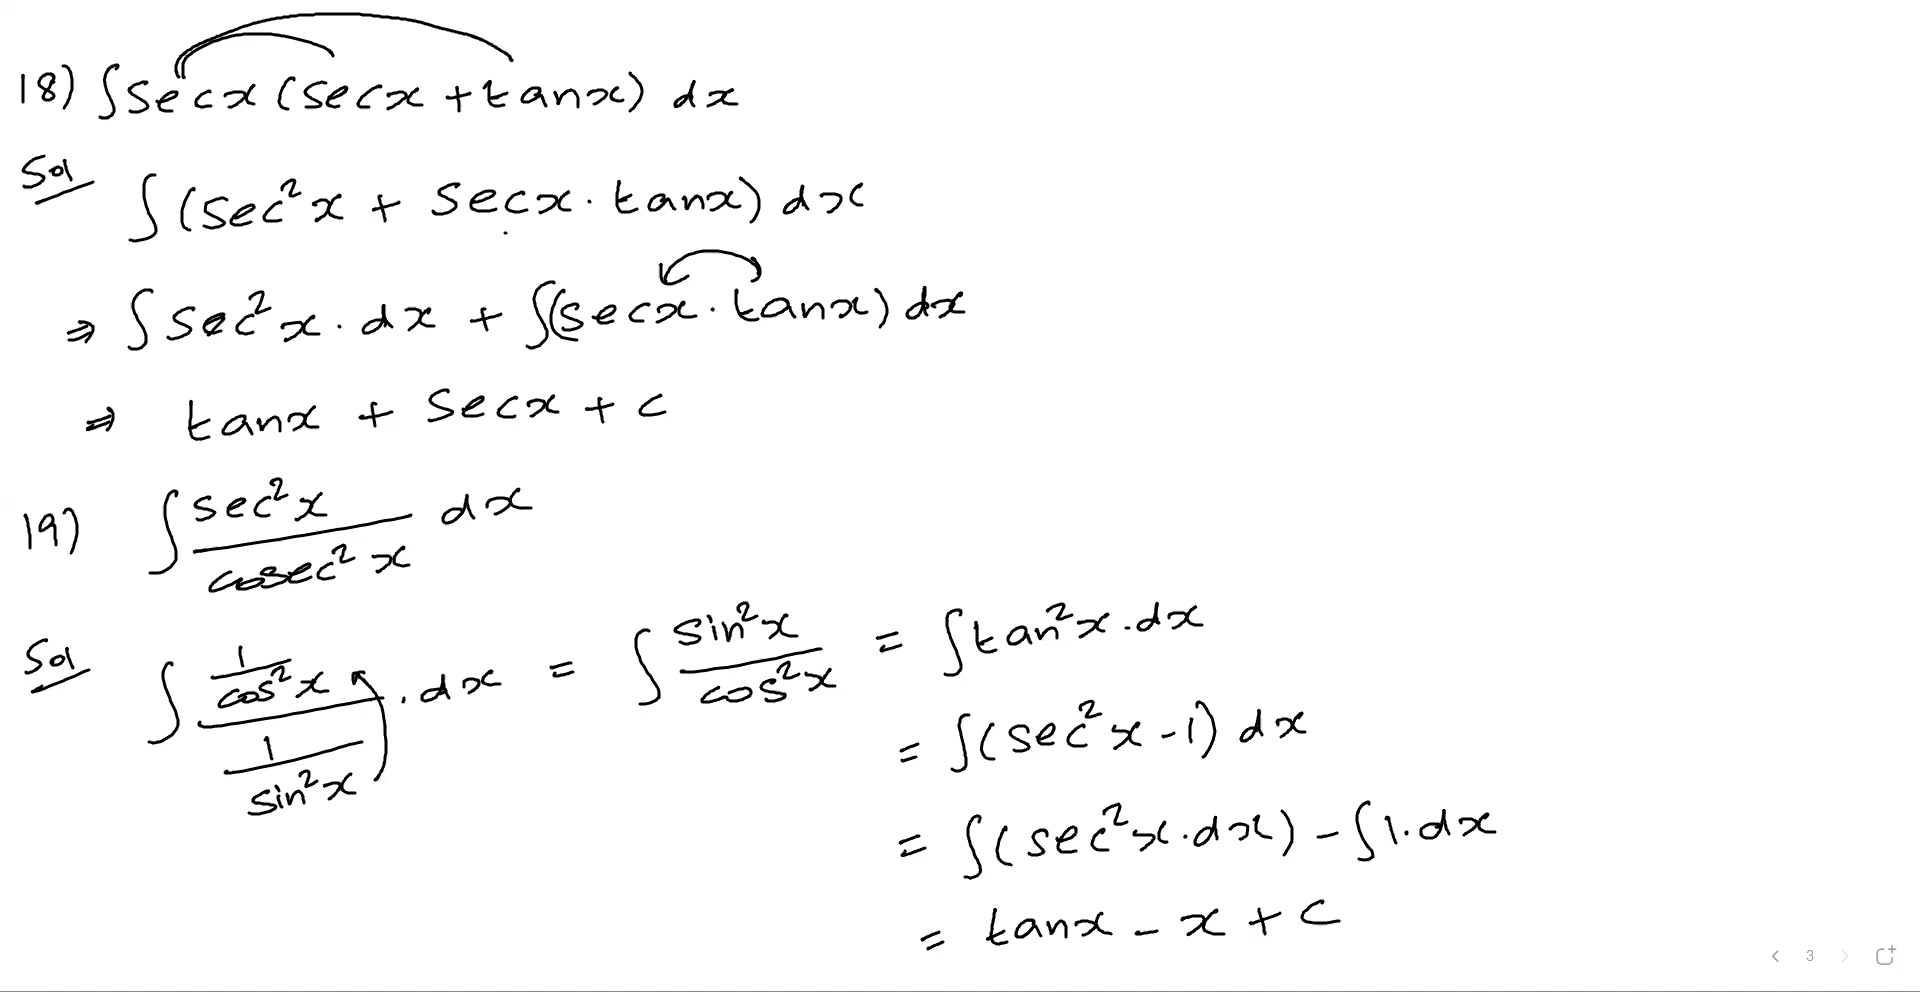 18) ∫secx(secx + tanx) dx
Sol
∫(sec²x + secx · tanx) dx
⇒ ∫sec²x · dx + ∫(secx · tanx) dx
⇒ tanx + secx + c
19) ∫ sec²x / cosec²x dx
Sol
∫ (1/cos²x) / (1/sin²x) . dx = ∫ sin²x / cos²x = ∫tan²x . dx
= ∫(sec²x - 1) dx
= ∫(sec²x . dx) - ∫1 . dx
= tanx - x + c
3